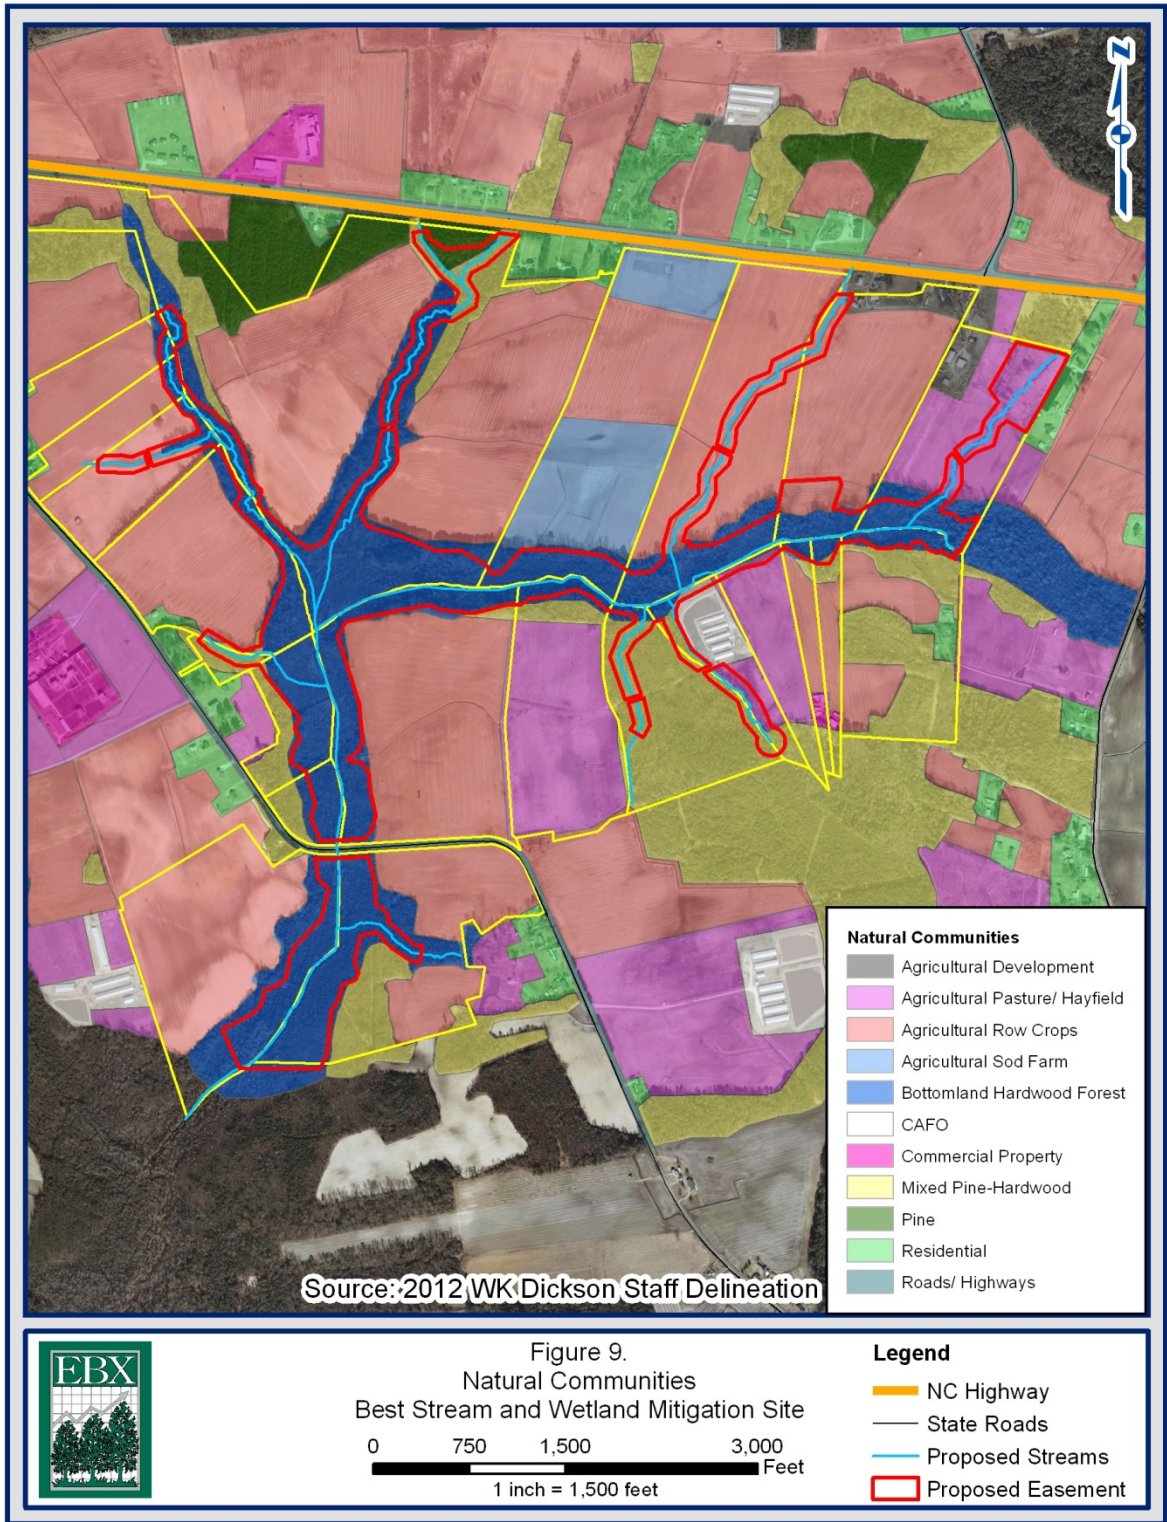 N
Natural Communities
Agricultural Development
Agricultural Pasture/ Hayfield
Agricultural Row Crops
Agricultural Sod Farm
Bottomland Hardwood Forest
CAFO
Commercial Property
Mixed Pine-Hardwood
Pine
Residential
Roads/ Highways
Source: 2012 WK Dickson Staff Delineation
EBX
Figure 9.
Natural Communities
Best Stream and Wetland Mitigation Site
0 750 1,500 3,000
Feet
1 inch = 1,500 feet
Legend
NC Highway
State Roads
Proposed Streams
Proposed Easement